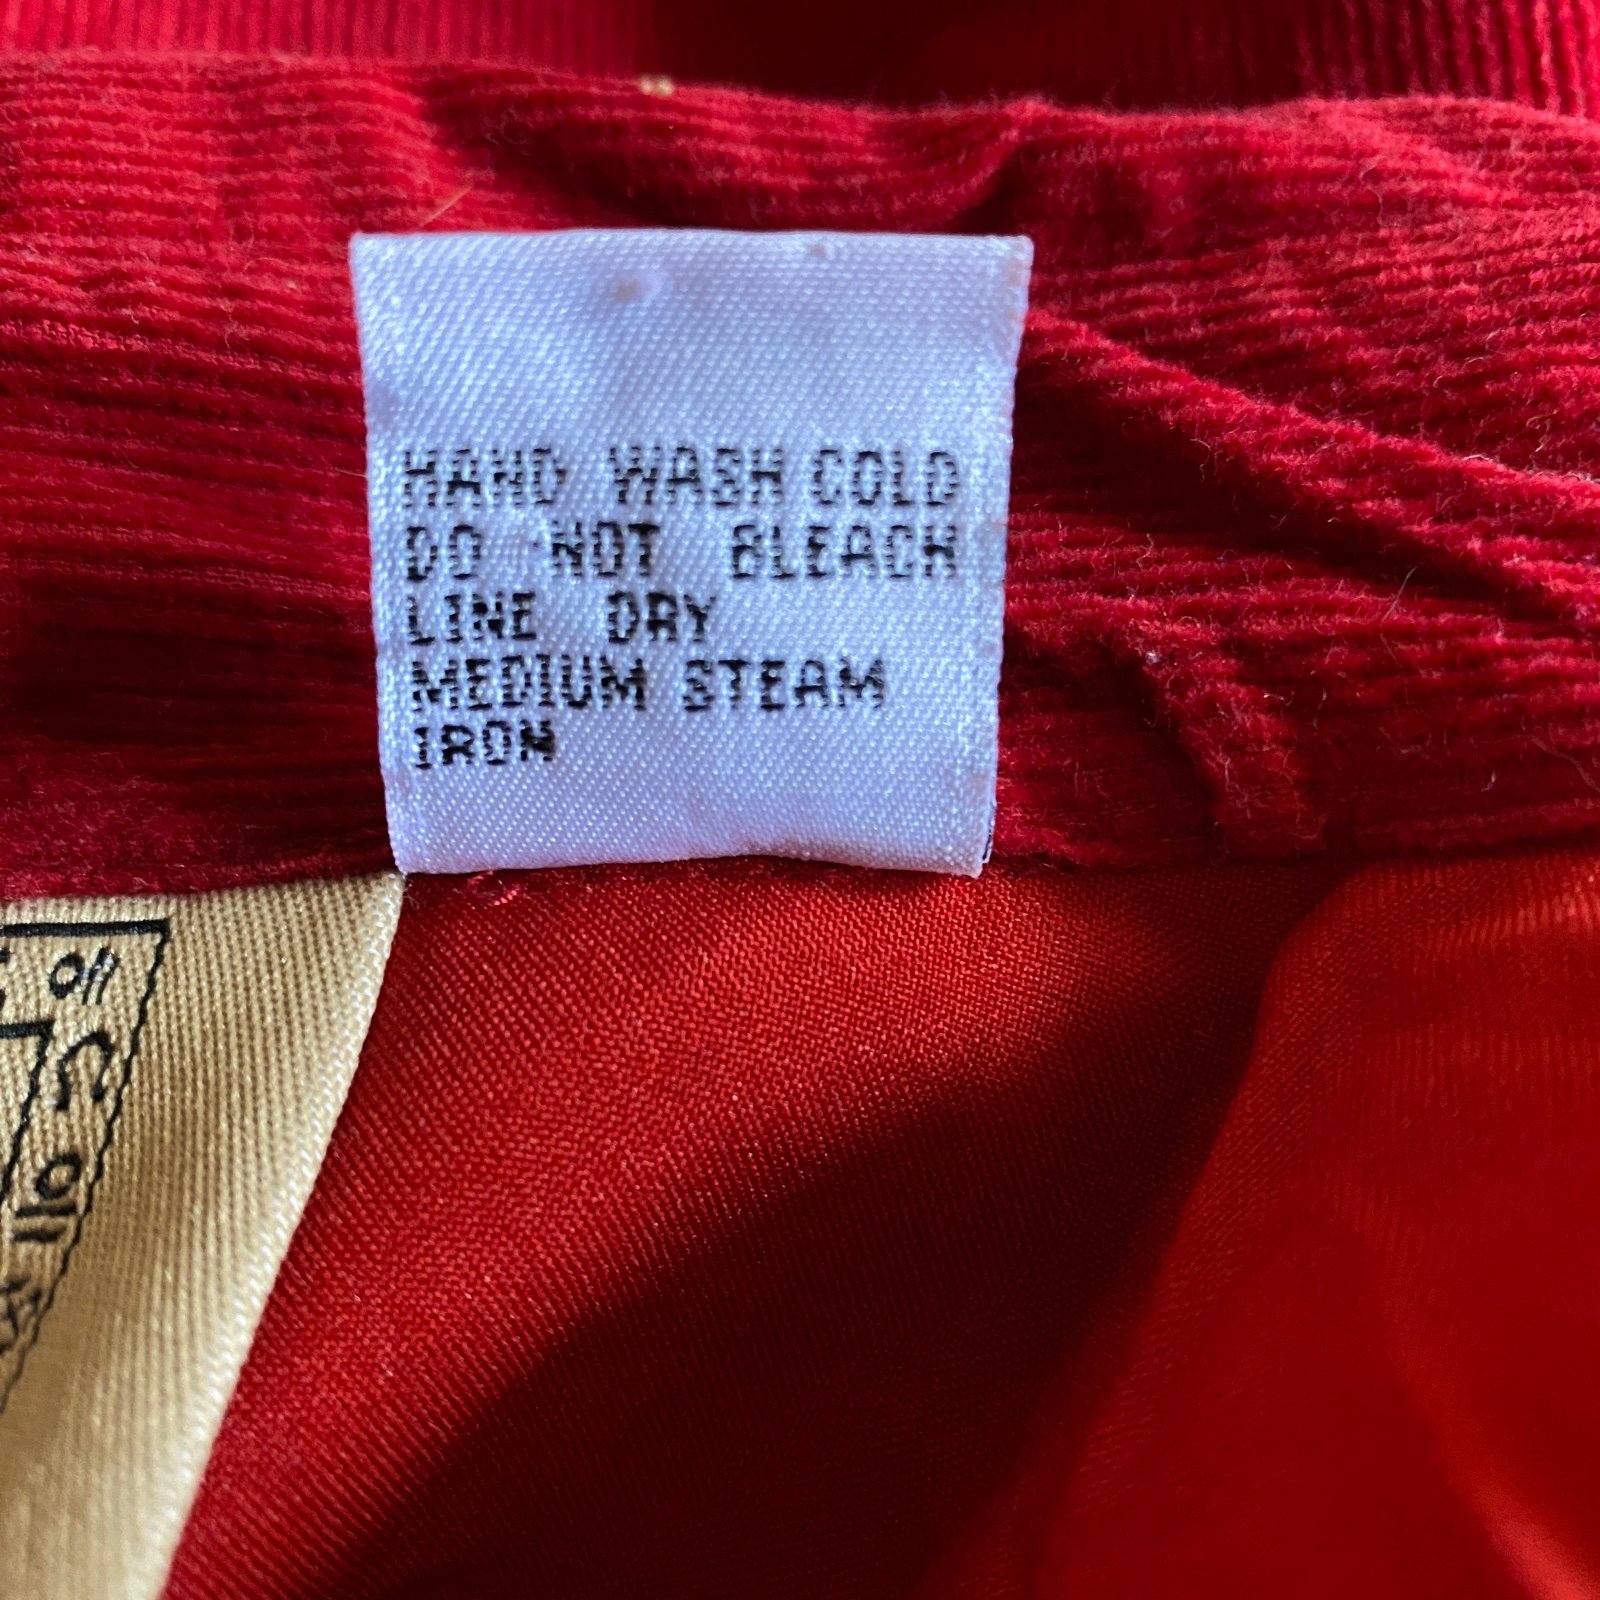 HAND WASH COLD
DO NOT BLEACH
LINE DRY
MEDIUM STEAM
IRON